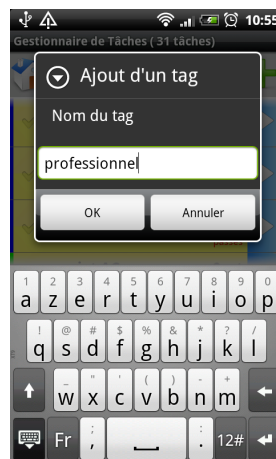 10:55
Gestionnaire de Tâches ( 31 tâches)
Ajout d'un tag
Nom du tag
professionnel
OK
Annuler
1 2 3 4 5 6 7 8 9 0
a z e r t y u i o p
! @ # $ % & * ? /
q s d f g h j k l
_ " ' ( ) - +
w x c v b n m
Fr ; , : . 12#